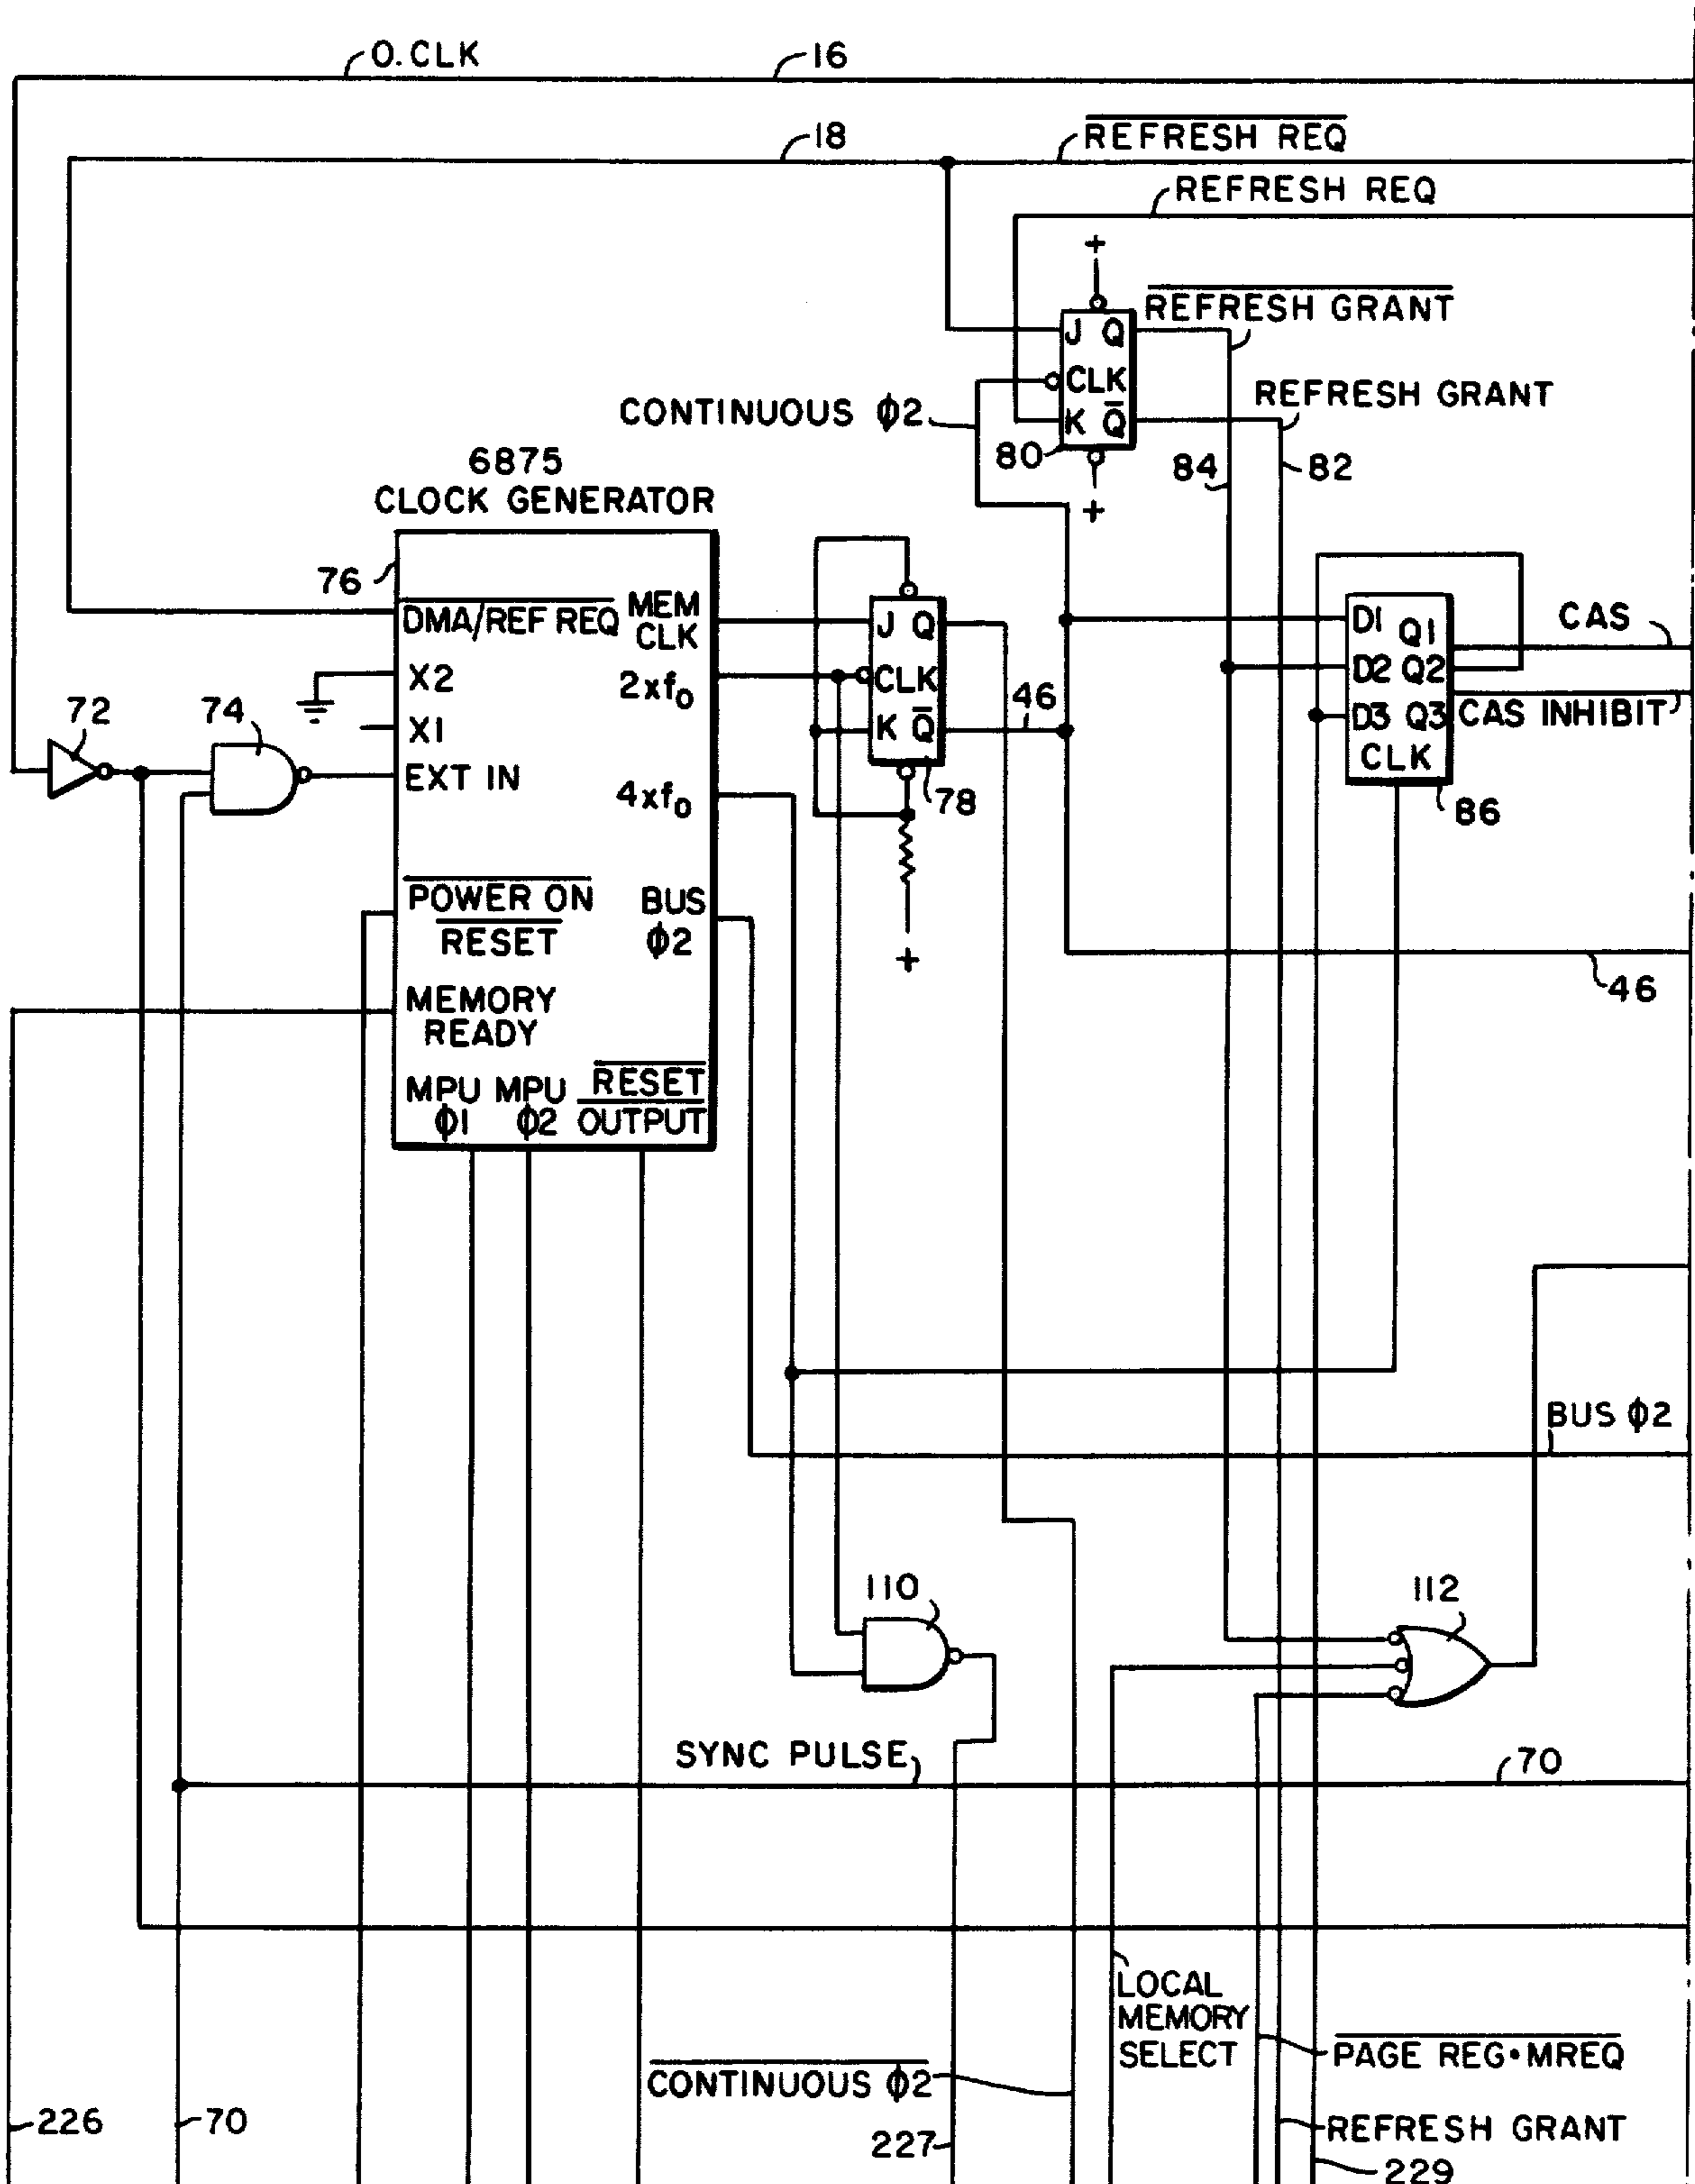 O.CLK
16
18
REFRESH REQ
REFRESH REQ
+
REFRESH GRANT
J Q
CLK
K Q
CONTINUOUS ϕ2
REFRESH GRANT
80
84
82
+
6875
CLOCK GENERATOR
76
DMA/REF REQ
MEM
CLK
X2
2xf₀
X1
EXT IN
4xf₀
POWER ON
RESET
BUS
ϕ2
MEMORY
READY
MPU
ϕ1
MPU
ϕ2
RESET
OUTPUT
72
74
J Q
CLK
K Q
78
+
46
D1 Q1
D2 Q2
D3 Q3
CLK
86
CAS
CAS INHIBIT
46
BUS ϕ2
110
112
SYNC PULSE
70
LOCAL
MEMORY
SELECT
PAGE REG•MREQ
CONTINUOUS ϕ2
REFRESH GRANT
226
70
227
229